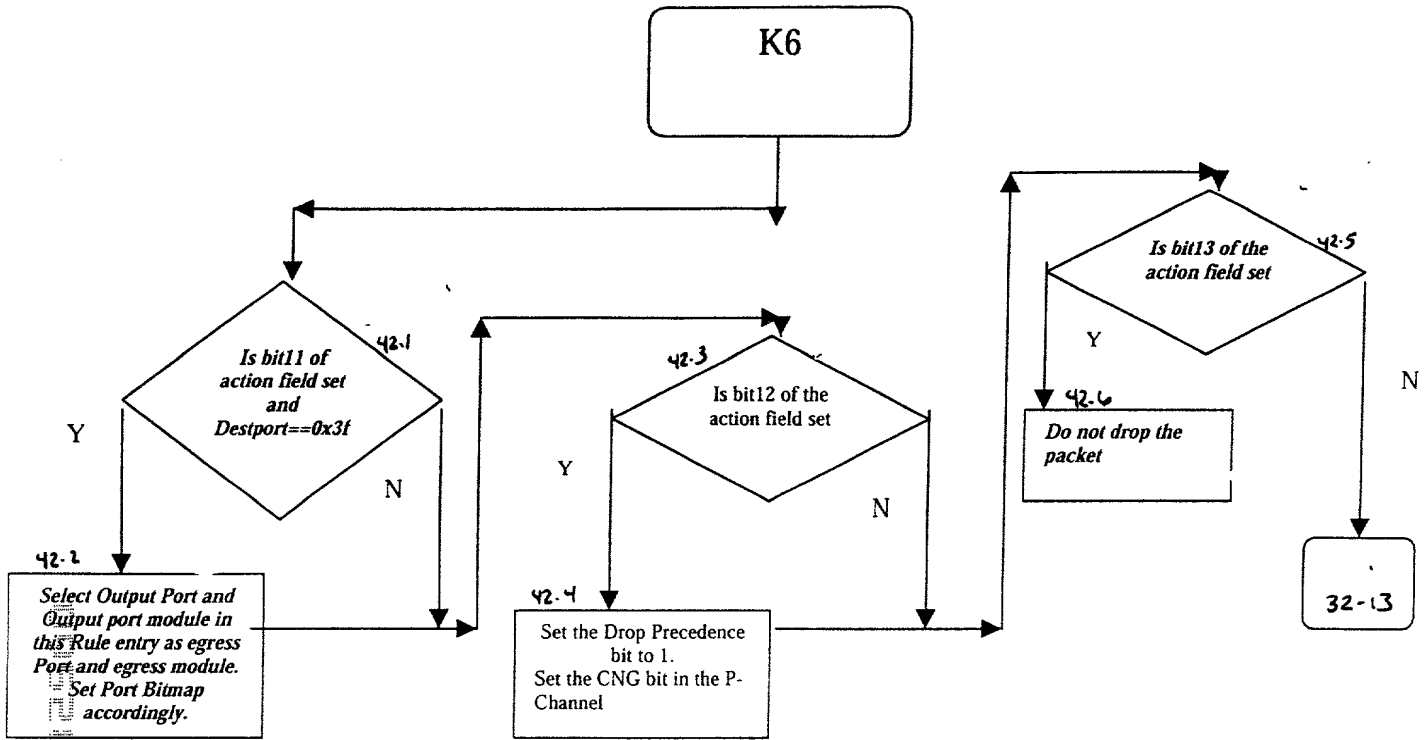 K6
42.1
Is bit11 of
action field set
and
Destport==0x3f
Y
N
42.2
Select Output Port and
Output port module in
this Rule entry as egress
Port and egress module.
Set Port Bitmap
accordingly.
42.3
Is bit12 of the
action field set
Y
N
42.4
Set the Drop Precedence
bit to 1.
Set the CNG bit in the P-
Channel
42.5
Is bit13 of the
action field set
Y
N
42.6
Do not drop the
packet
32-13